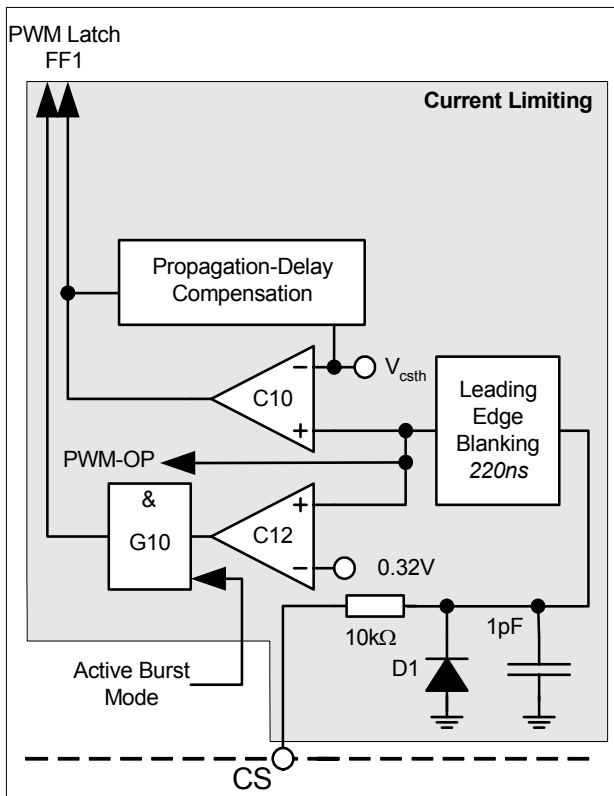 PWM Latch
FF1
Current Limiting
Propagation-Delay
Compensation
−
C10
+
V_csth
Leading
Edge
Blanking
220ns
PWM-OP
&
G10
+
C12
−
0.32V
10kΩ
1pF
D1
Active Burst
Mode
CS